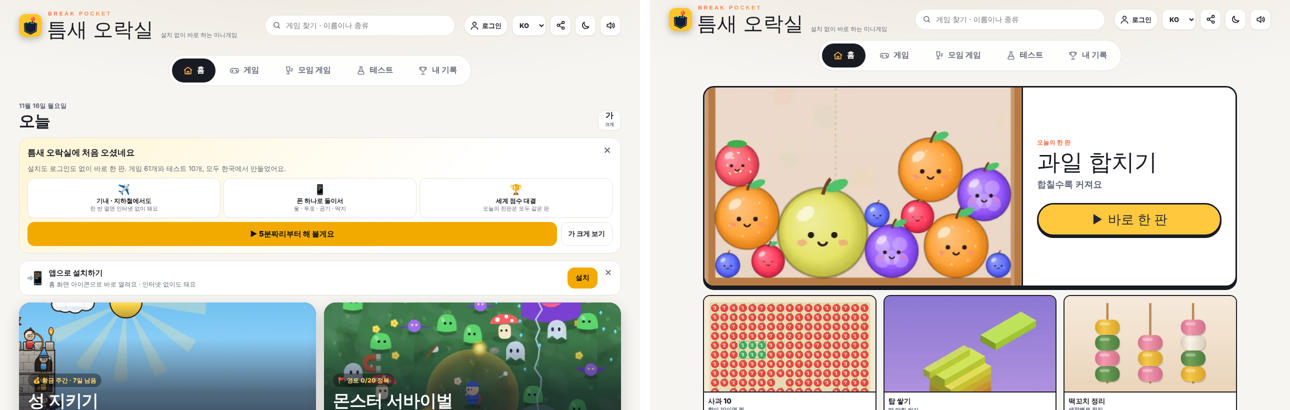 BREAK POCKET
틈새 오락실
설치 없이 바로 하는 미니게임
게임 찾기 · 이름이나 종류
로그인
KO
홈
게임
모임 게임
테스트
내 기록
11월 16일 월요일
오늘
가
크게
틈새 오락실에 처음 오셨네요
설치도 로그인도 없이 바로 한 판. 게임 61개와 테스트 10개, 모두 한국에서 만들었어요.
기내 · 지하철에서도
한 번 열면 인터넷 없이 돼요
폰 하나로 둘이서
윷 · 투호 · 공기 · 딱지
세계 점수 대결
오늘의 한판은 모두 같은 판
▶ 5분짜리부터 해 볼게요
가 크게 보기
앱으로 설치하기
홈 화면 아이콘으로 바로 열려요 · 인터넷 없이도 돼요
설치
황금 주간 · 7일 남음
성 지키기
영토 0/20 정복
몬스터 서바이벌
BREAK POCKET
틈새 오락실
설치 없이 바로 하는 미니게임
게임 찾기 · 이름이나 종류
로그인
KO
홈
게임
모임 게임
테스트
내 기록
오늘의 한 판
과일 합치기
합칠수록 커져요
▶ 바로 한 판
사과 10
탑 쌓기
떡꼬치 정리